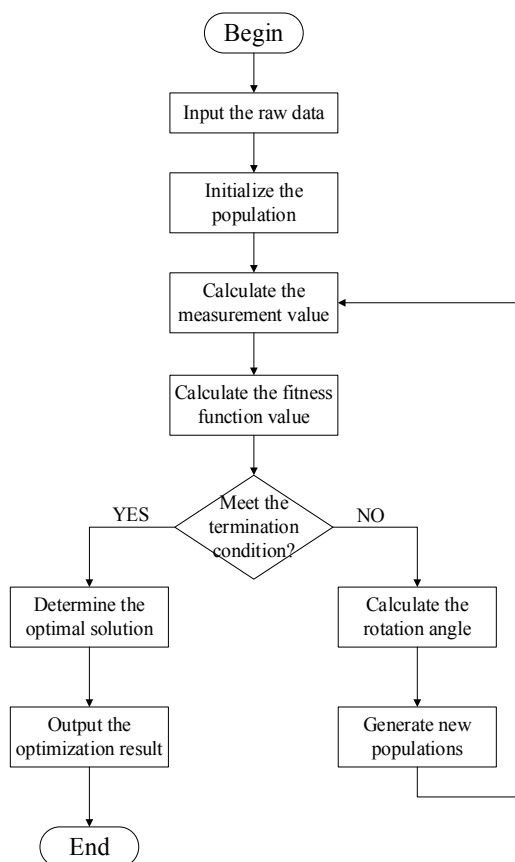 Begin
Input the raw data
Initialize the
population
Calculate the
measurement value
Calculate the fitness
function value
Meet the
termination
condition?
YES
NO
Determine the
optimal solution
Calculate the
rotation angle
Output the
optimization result
Generate new
populations
End